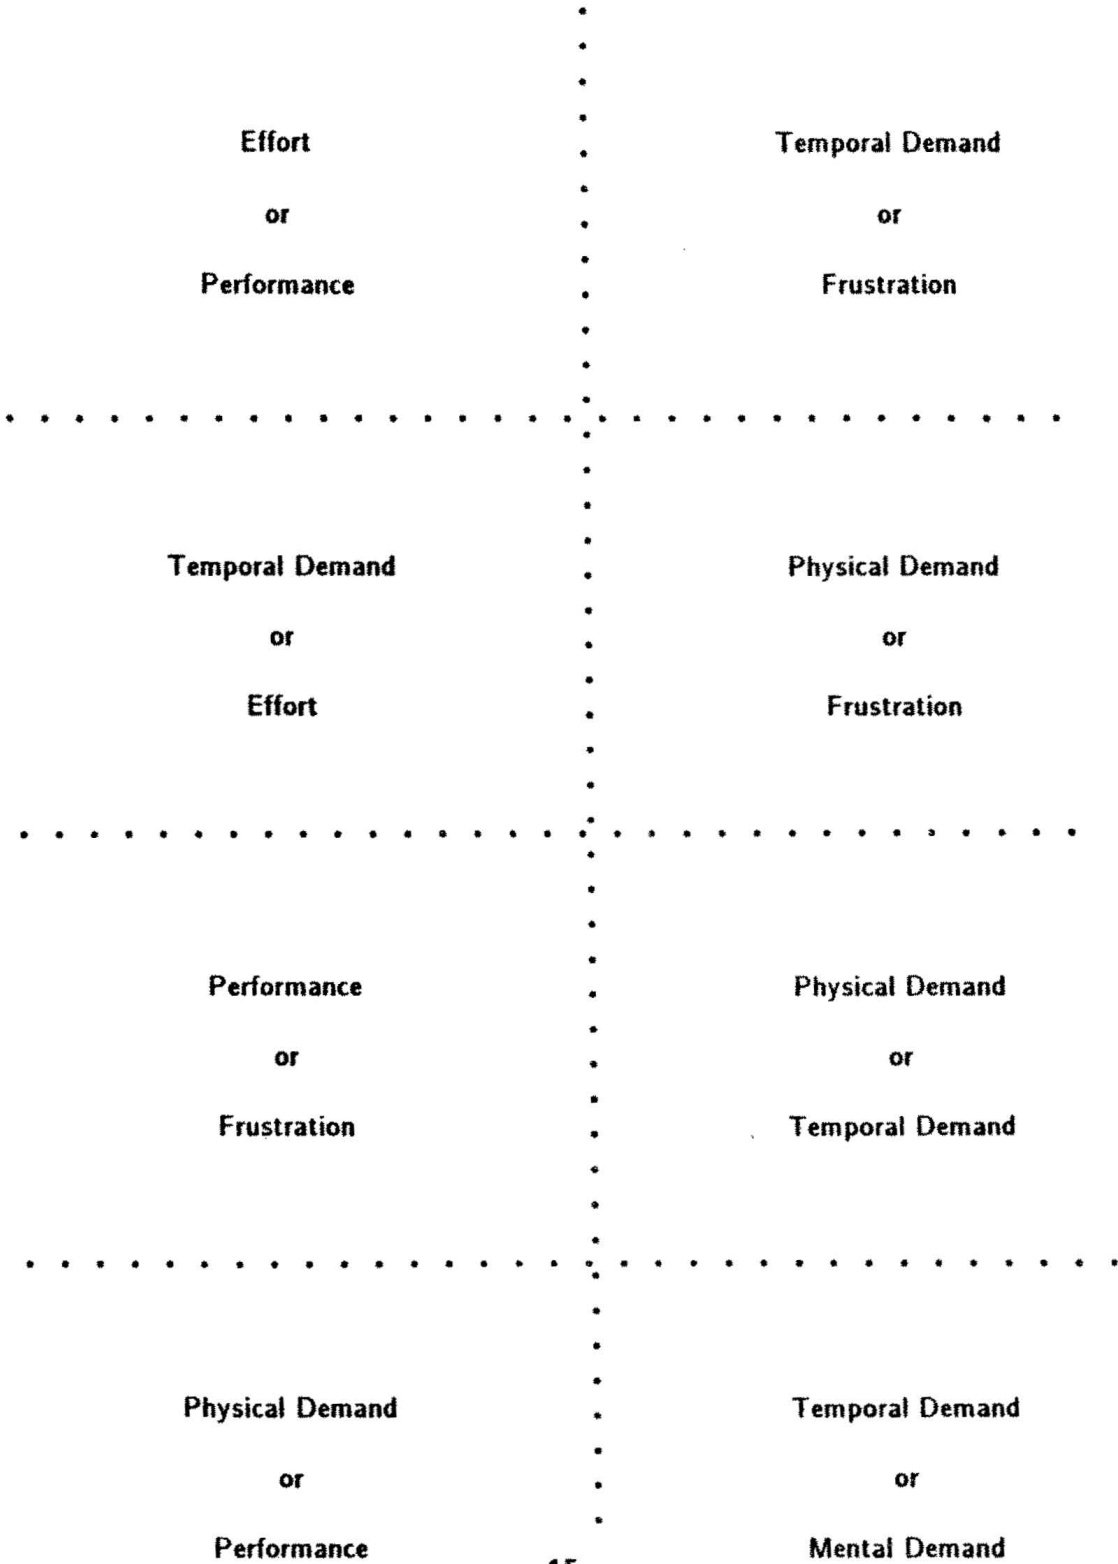 Effort
or
Performance
Temporal Demand
or
Frustration
Temporal Demand
or
Effort
Physical Demand
or
Frustration
Performance
or
Frustration
Physical Demand
or
Temporal Demand
Physical Demand
or
Performance
Temporal Demand
or
Mental Demand